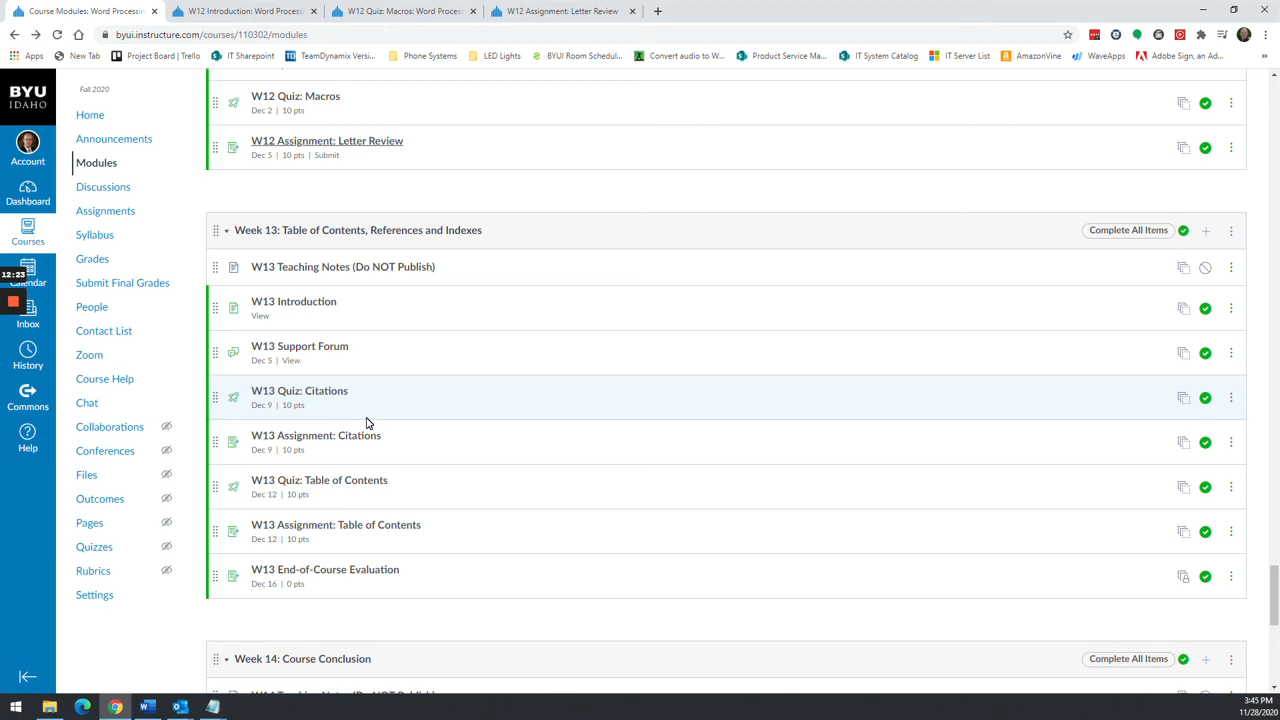 Course Modules: Word Processin
W12 Introduction: Word Process
W12 Quiz: Macros: Word Process
W12 Assignment: Letter Review
byui.instructure.com/courses/110302/modules
Apps
New Tab
Project Board | Trello
IT Sharepoint
TeamDynamix Versi...
Phone Systems
LED Lights
BYUI Room Schedul...
Convert audio to W...
Product Service Ma...
IT System Catalog
IT Server List
AmazonVine
WaveApps
Adobe Sign, an Ad...
»
BYU
IDAHO
Account
Dashboard
Courses
12:23
Calendar
Inbox
History
Commons
Help
Fall 2020
Home
Announcements
Modules
Discussions
Assignments
Syllabus
Grades
Submit Final Grades
People
Contact List
Zoom
Course Help
Chat
Collaborations
Conferences
Files
Outcomes
Pages
Quizzes
Rubrics
Settings
W12 Quiz: Macros
Dec 2 | 10 pts
W12 Assignment: Letter Review
Dec 5 | 10 pts | Submit
Week 13: Table of Contents, References and Indexes
Complete All Items
W13 Teaching Notes (Do NOT Publish)
W13 Introduction
View
W13 Support Forum
Dec 5 | View
W13 Quiz: Citations
Dec 9 | 10 pts
W13 Assignment: Citations
Dec 9 | 10 pts
W13 Quiz: Table of Contents
Dec 12 | 10 pts
W13 Assignment: Table of Contents
Dec 12 | 10 pts
W13 End-of-Course Evaluation
Dec 16 | 0 pts
Week 14: Course Conclusion
Complete All Items
W14 Teaching Notes (Do NOT Publish)
3:45 PM
11/28/2020